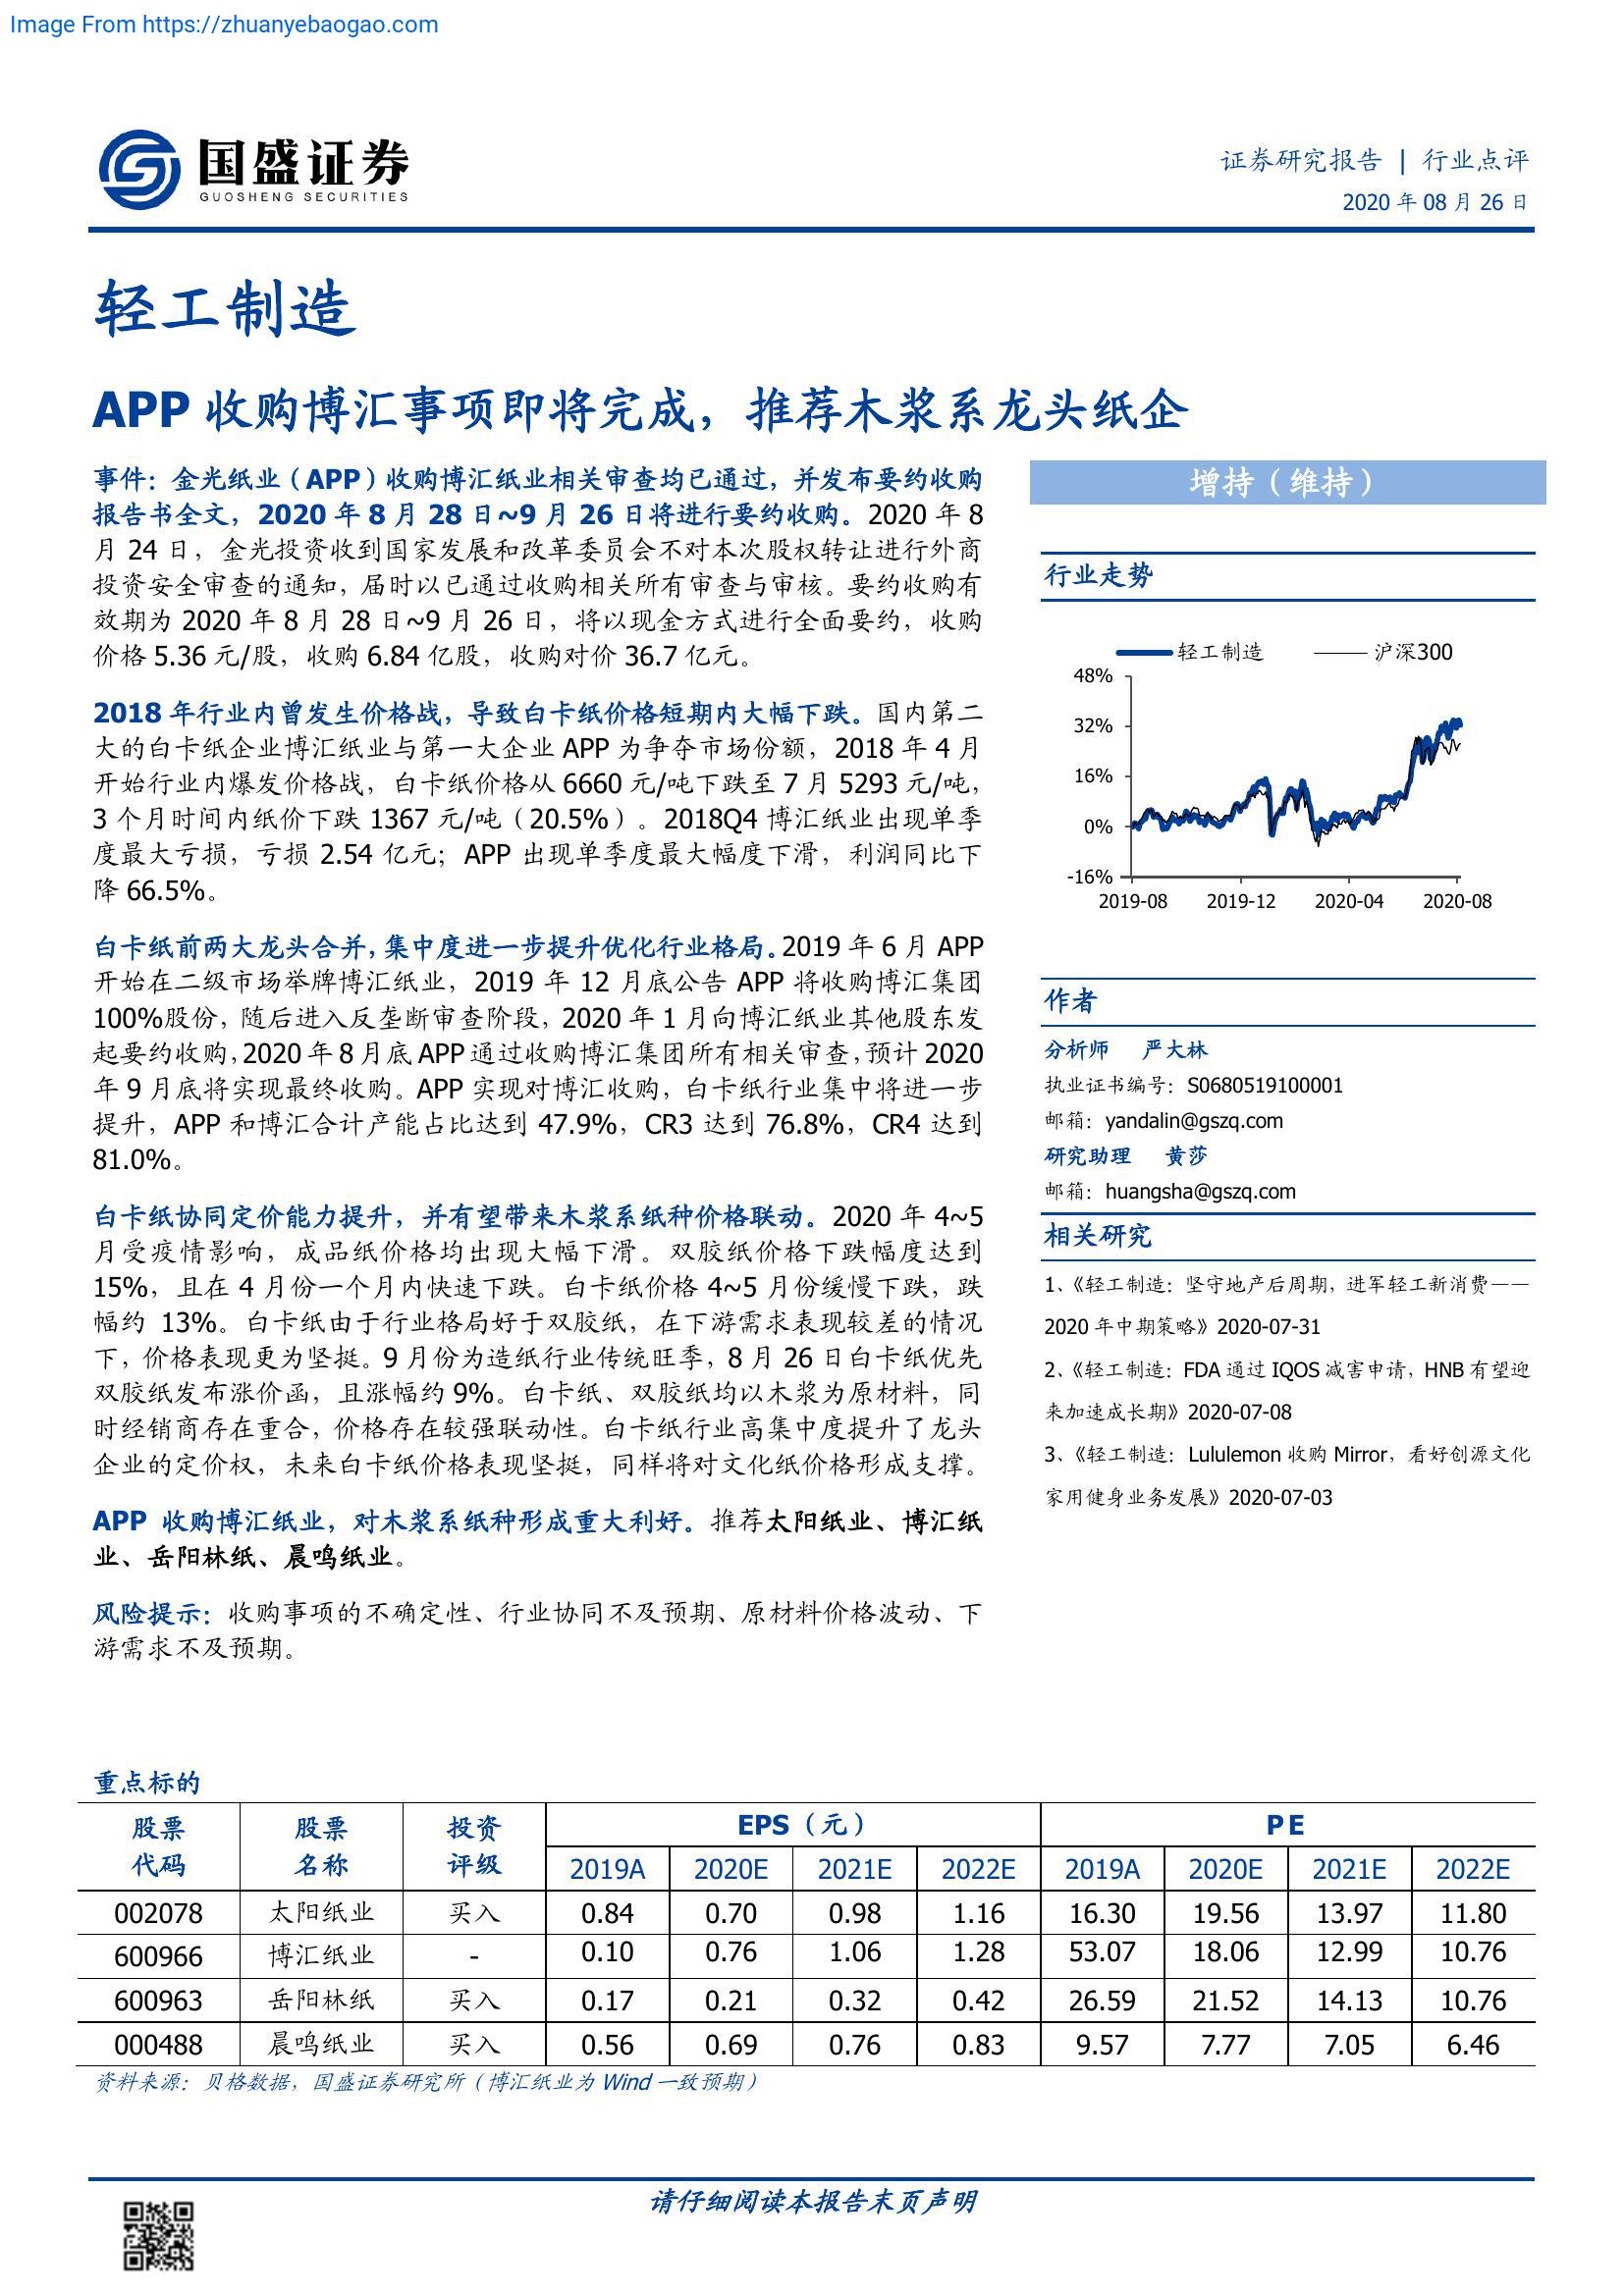 Image From https://zhuanyebaogao.com
国盛证券
GUOSHENG SECURITIES
证券研究报告 | 行业点评
2020 年 08 月 26 日
轻工制造
APP 收购博汇事项即将完成，推荐木浆系龙头纸企
事件：金光纸业（APP）收购博汇纸业相关审查均已通过，并发布要约收购
报告书全文，2020 年 8 月 28 日~9 月 26 日将进行要约收购。2020 年 8
月 24 日，金光投资收到国家发展和改革委员会不对本次股权转让进行外商
投资安全审查的通知，届时以已通过收购相关所有审查与审核。要约收购有
效期为 2020 年 8 月 28 日~9 月 26 日，将以现金方式进行全面要约，收购
价格 5.36 元/股，收购 6.84 亿股，收购对价 36.7 亿元。
2018 年行业内曾发生价格战，导致白卡纸价格短期内大幅下跌。国内第二
大的白卡纸企业博汇纸业与第一大企业 APP 为争夺市场份额，2018 年 4 月
开始行业内爆发价格战，白卡纸价格从 6660 元/吨下跌至 7 月 5293 元/吨，
3 个月时间内纸价下跌 1367 元/吨（20.5%）。2018Q4 博汇纸业出现单季
度最大亏损，亏损 2.54 亿元；APP 出现单季度最大幅度下滑，利润同比下
降 66.5%。
白卡纸前两大龙头合并，集中度进一步提升优化行业格局。2019 年 6 月 APP
开始在二级市场举牌博汇纸业，2019 年 12 月底公告 APP 将收购博汇集团
100%股份，随后进入反垄断审查阶段，2020 年 1 月向博汇纸业其他股东发
起要约收购，2020 年 8 月底 APP 通过收购博汇集团所有相关审查，预计 2020
年 9 月底将实现最终收购。APP 实现对博汇收购，白卡纸行业集中将进一步
提升，APP 和博汇合计产能占比达到 47.9%，CR3 达到 76.8%，CR4 达到
81.0%。
白卡纸协同定价能力提升，并有望带来木浆系纸种价格联动。2020 年 4~5
月受疫情影响，成品纸价格均出现大幅下滑。双胶纸价格下跌幅度达到
15%，且在 4 月份一个月内快速下跌。白卡纸价格 4~5 月份缓慢下跌，跌
幅约 13%。白卡纸由于行业格局好于双胶纸，在下游需求表现较差的情况
下，价格表现更为坚挺。9 月份为造纸行业传统旺季，8 月 26 日白卡纸优先
双胶纸发布涨价函，且涨幅约 9%。白卡纸、双胶纸均以木浆为原材料，同
时经销商存在重合，价格存在较强联动性。白卡纸行业高集中度提升了龙头
企业的定价权，未来白卡纸价格表现坚挺，同样将对文化纸价格形成支撑。
APP 收购博汇纸业，对木浆系纸种形成重大利好。推荐太阳纸业、博汇纸
业、岳阳林纸、晨鸣纸业。
风险提示：收购事项的不确定性、行业协同不及预期、原材料价格波动、下
游需求不及预期。
增持（维持）
行业走势
轻工制造 沪深300
48%
32%
16%
0%
-16%
2019-08 2019-12 2020-04 2020-08
作者
分析师 严大林
执业证书编号：S0680519100001
邮箱：yandalin@gszq.com
研究助理 黄莎
邮箱：huangsha@gszq.com
相关研究
1、《轻工制造：坚守地产后周期，进军轻工新消费——
2020 年中期策略》2020-07-31
2、《轻工制造：FDA 通过 IQOS 减害申请，HNB 有望迎
来加速成长期》2020-07-08
3、《轻工制造：Lululemon 收购 Mirror，看好创源文化
家用健身业务发展》2020-07-03
重点标的
股票 股票 投资 EPS（元） PE
代码 名称 评级 2019A 2020E 2021E 2022E 2019A 2020E 2021E 2022E
002078 太阳纸业 买入 0.84 0.70 0.98 1.16 16.30 19.56 13.97 11.80
600966 博汇纸业 - 0.10 0.76 1.06 1.28 53.07 18.06 12.99 10.76
600963 岳阳林纸 买入 0.17 0.21 0.32 0.42 26.59 21.52 14.13 10.76
000488 晨鸣纸业 买入 0.56 0.69 0.76 0.83 9.57 7.77 7.05 6.46
资料来源：贝格数据，国盛证券研究所（博汇纸业为 Wind 一致预期）
请仔细阅读本报告末页声明